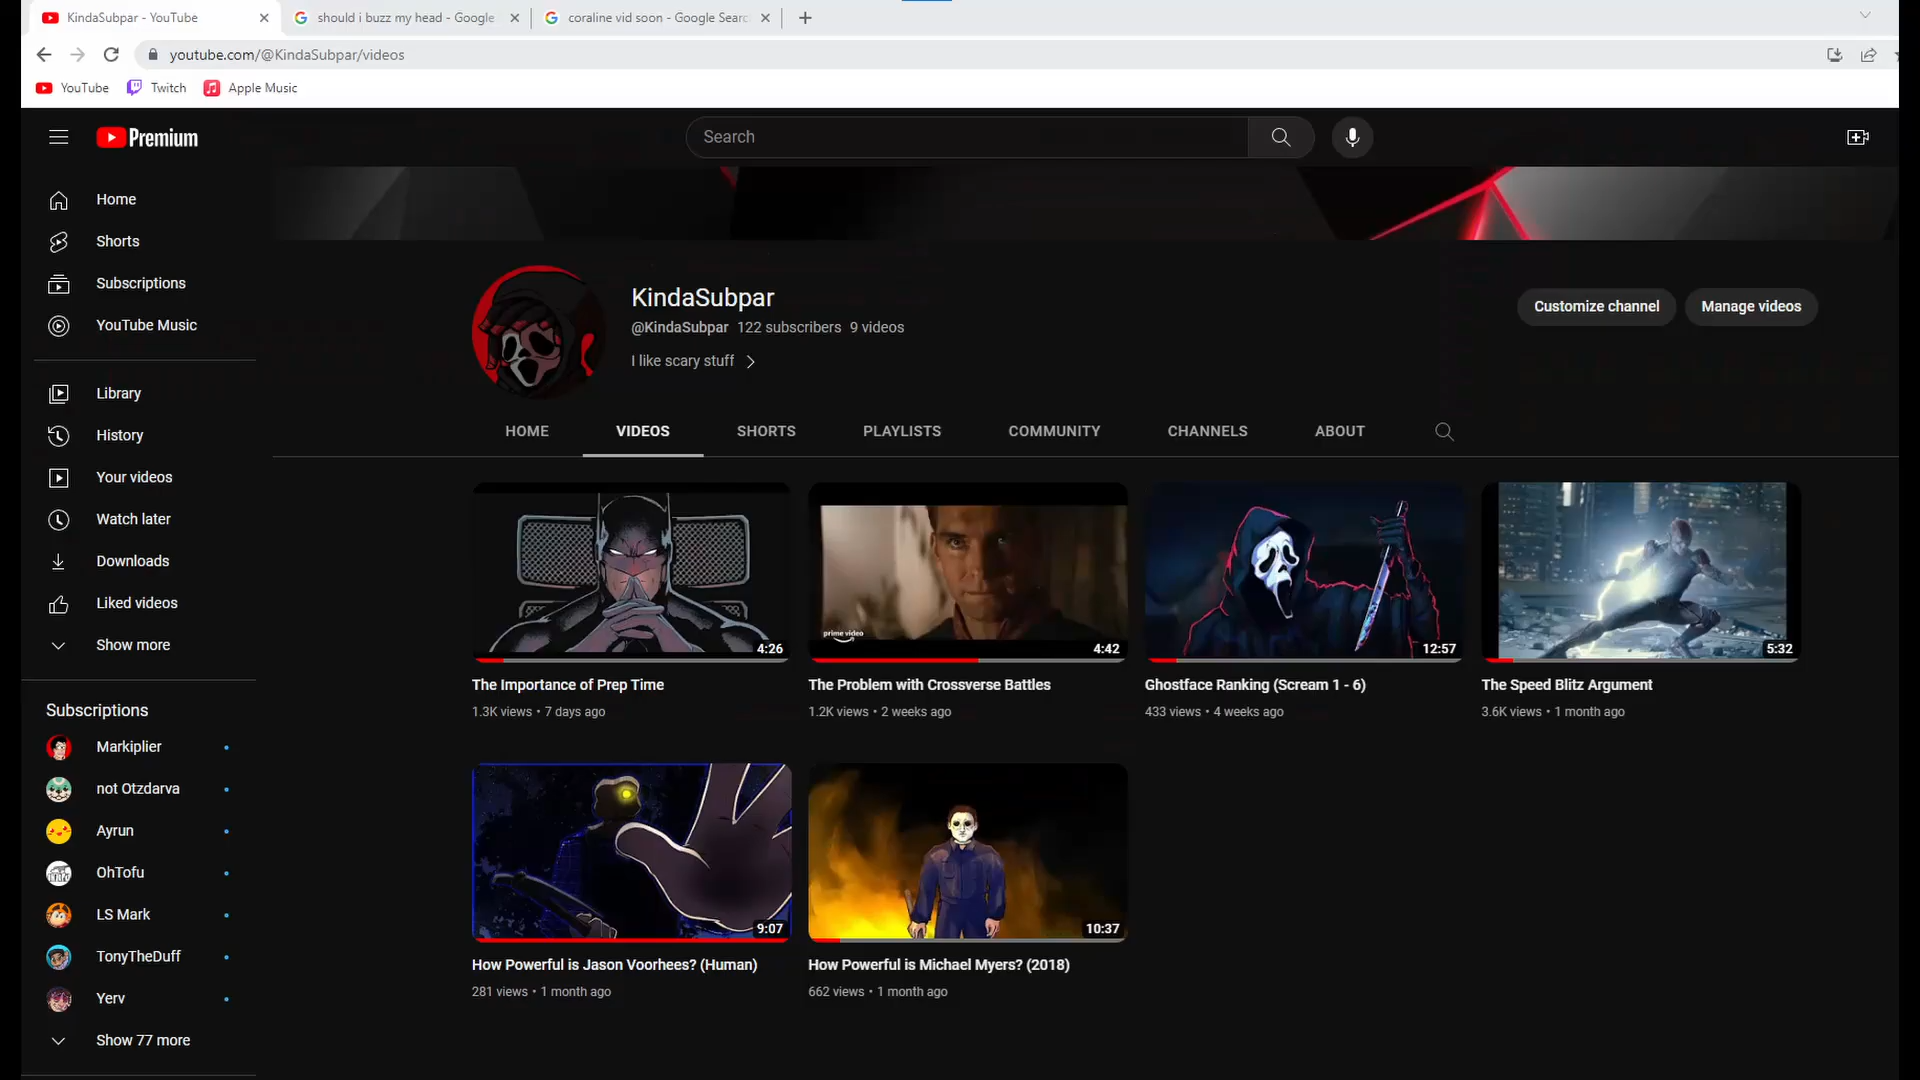 KindaSubpar - YouTube
should i buzz my head - Google
coraline vid soon - Google Sear
youtube.com/@KindaSubpar/videos
YouTube
Twitch
Apple Music
Premium
Search
Home
Shorts
Subscriptions
YouTube Music
Library
History
Your videos
Watch later
Downloads
Liked videos
Show more
Subscriptions
Markiplier
not Otzdarva
Ayrun
OhTofu
LS Mark
TonyTheDuff
Yerv
Show 77 more
KindaSubpar
@KindaSubpar 122 subscribers 9 videos
I like scary stuff
Customize channel
Manage videos
HOME
VIDEOS
SHORTS
PLAYLISTS
COMMUNITY
CHANNELS
ABOUT
4:26
The Importance of Prep Time
1.3K views • 7 days ago
prime video
4:42
The Problem with Crossverse Battles
1.2K views • 2 weeks ago
12:57
Ghostface Ranking (Scream 1 - 6)
433 views • 4 weeks ago
5:32
The Speed Blitz Argument
3.6K views • 1 month ago
9:07
How Powerful is Jason Voorhees? (Human)
281 views • 1 month ago
10:37
How Powerful is Michael Myers? (2018)
662 views • 1 month ago